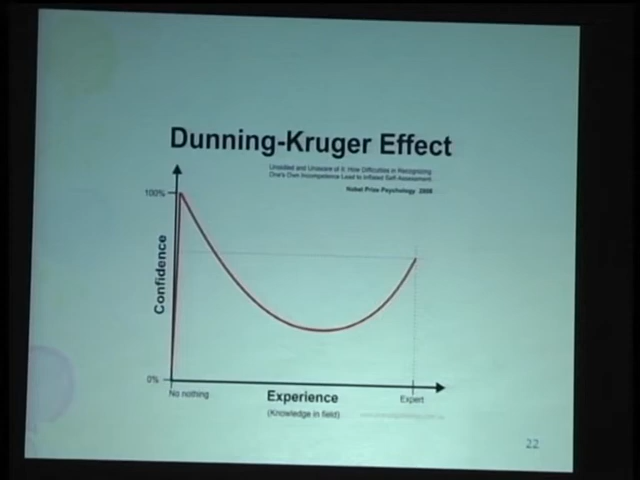 Dunning-Kruger Effect
Unskilled and Unaware of It: How Difficulties in Recognizing
One's Own Incompetence Lead to Inflated Self-Assessment
Nobel Prize Psychology 2008
100%
Confidence
0%
No nothing
Experience
Expert
(Knowledge in field)
22